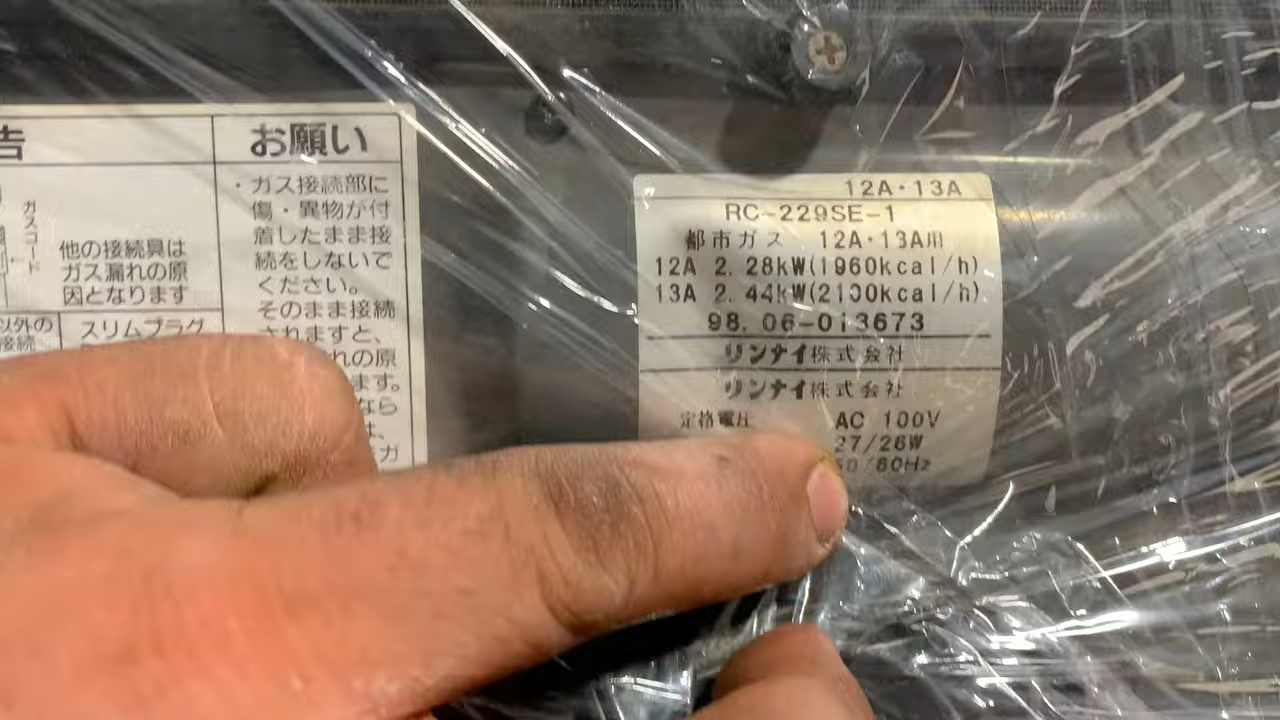 告
お願い
ガスコード
他の接続具は
ガス漏れの原
因となります
以外の
接続
スリムプラグ
・ガス接続部に
傷・異物が付
着したまま接
続をしないで
ください。
そのまま接続
されますと、
れの原
ます。
なら
は、
ガ
12A・13A
RC-229SE-1
都市ガス 12A・13A用
12A 2.28kW(1960kcal/h)
13A 2.44kW(2100kcal/h)
98.06-013673
リンナイ株式会社
リンナイ株式会社
定格電圧 AC 100V
27/26W
50/60Hz